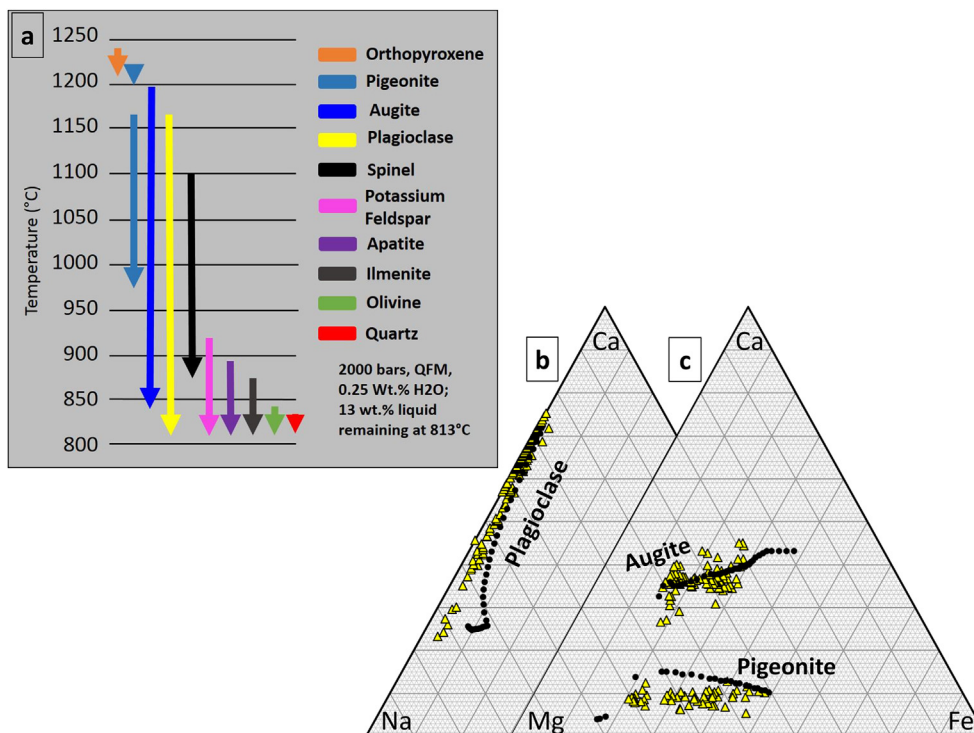 a
1250
1200
1150
1100
1050
1000
950
900
850
800
Temperature (°C)
Orthopyroxene
Pigeonite
Augite
Plagioclase
Spinel
Potassium
Feldspar
Apatite
Ilmenite
Olivine
Quartz
2000 bars, QFM,
0.25 Wt.% H2O;
13 wt.% liquid
remaining at 813°C
b
Ca
Plagioclase
Na
c
Ca
Augite
Pigeonite
Mg
Fe